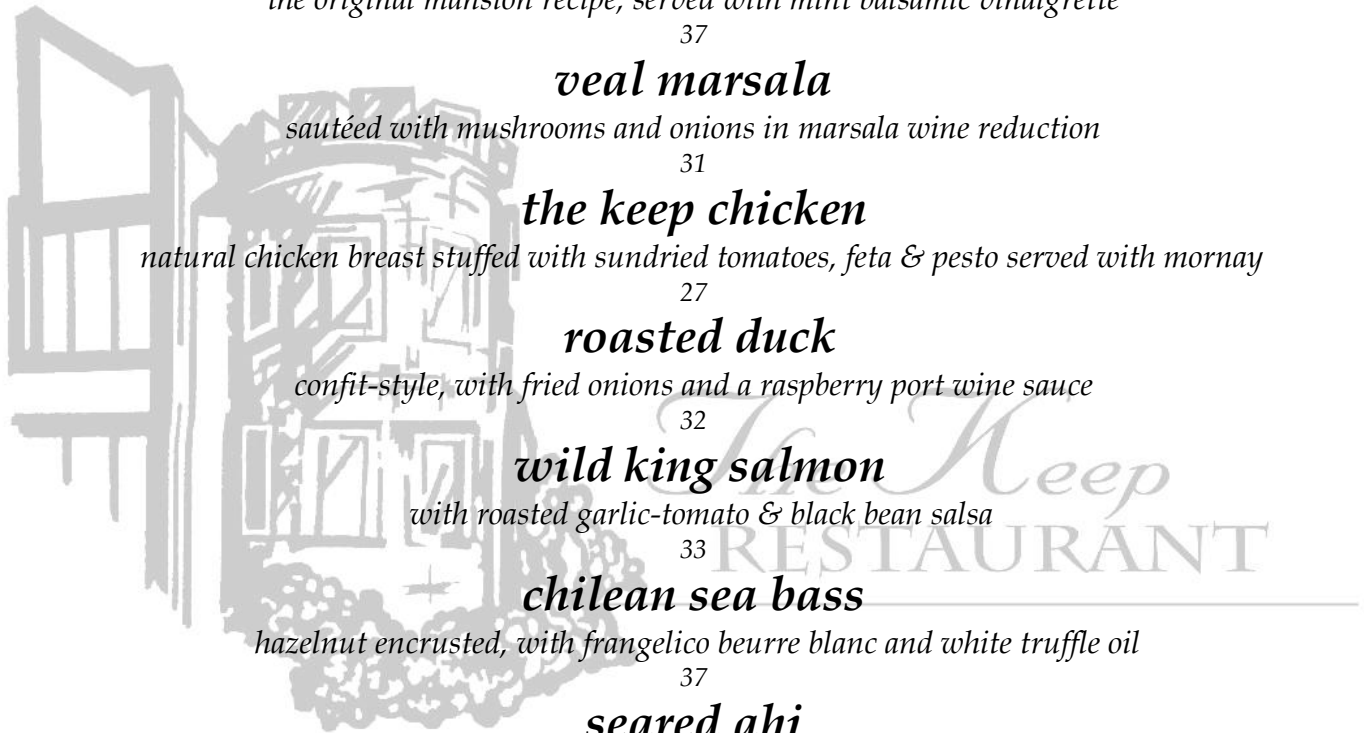 the original mansion recipe, served with mint balsamic vinaigrette
37
veal marsala
sautéed with mushrooms and onions in marsala wine reduction
31
the keep chicken
natural chicken breast stuffed with sundried tomatoes, feta & pesto served with mornay
27
roasted duck
confit-style, with fried onions and a raspberry port wine sauce
32
wild king salmon
with roasted garlic-tomato & black bean salsa
33
The Keep
RESTAURANT
chilean sea bass
hazelnut encrusted, with frangelico beurre blanc and white truffle oil
37
seared ahi